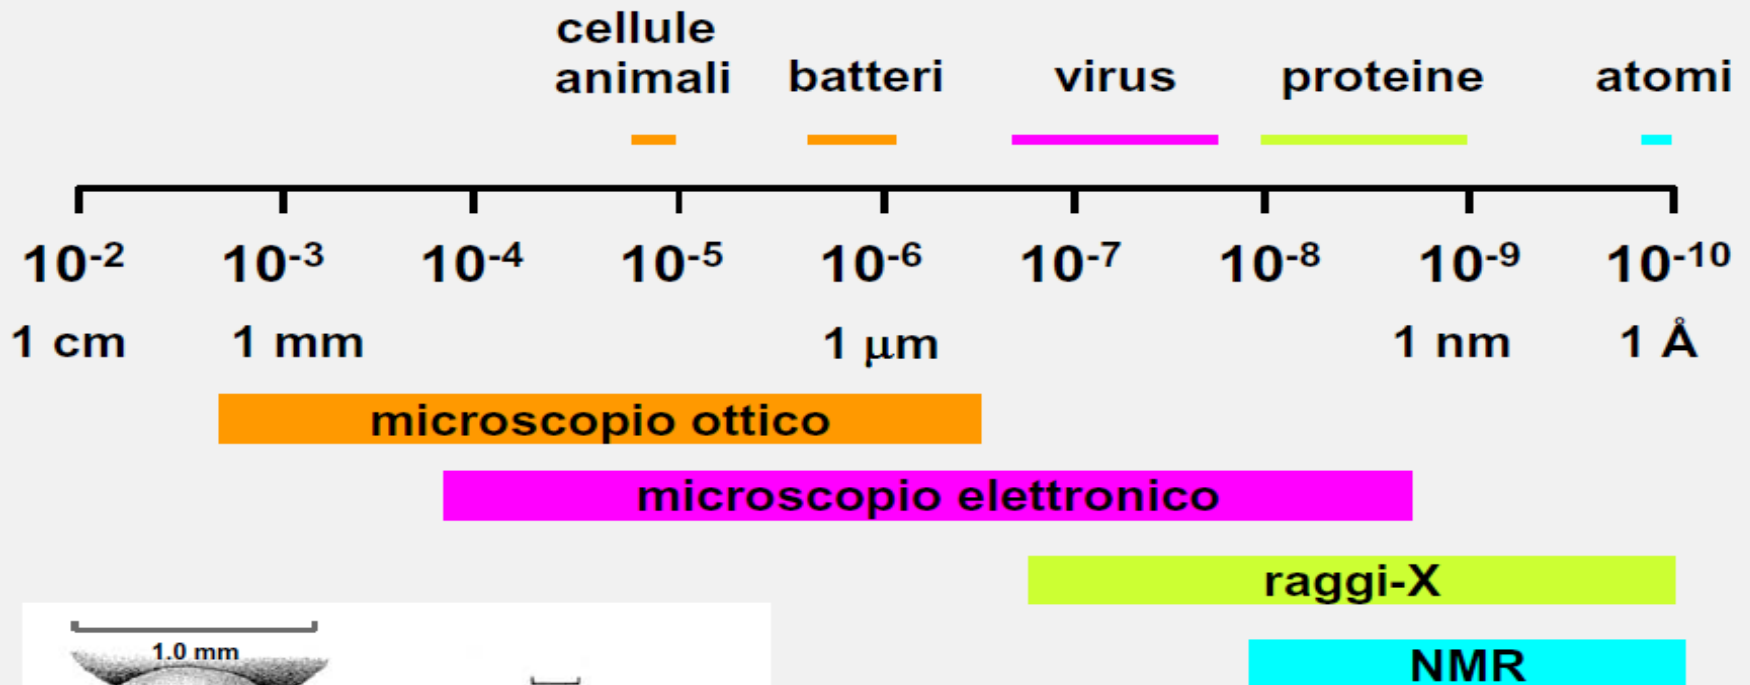 cellule
animali batteri virus proteine atomi
10⁻² 10⁻³ 10⁻⁴ 10⁻⁵ 10⁻⁶ 10⁻⁷ 10⁻⁸ 10⁻⁹ 10⁻¹⁰
1 cm 1 mm 1 μm 1 nm 1 Å
microscopio ottico
microscopio elettronico
raggi-X
NMR
1.0 mm